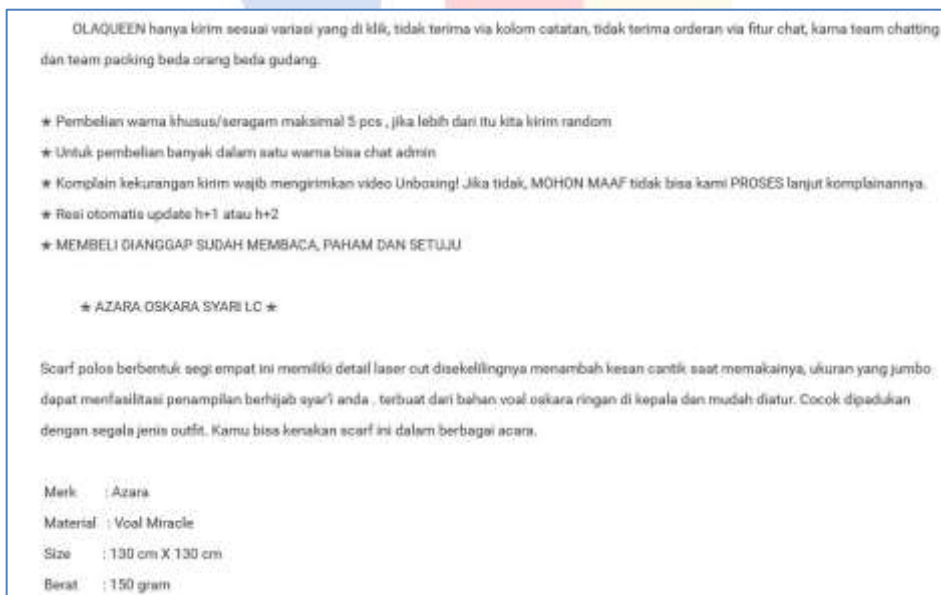 OLAQUEEN hanya kirim sesuai variasi yang di klik, tidak terima via kolom catatan, tidak terima orderan via fitur chat, karna team chatting
dan team packing beda orang beda gudang.
★ Pembelian warna khusus/seragam maksimal 5 pcs , jika lebih dari itu kita kirim random
★ Untuk pembelian banyak dalam satu warna bisa chat admin
★ Komplain kekurangan kirim wajib mengirimkan video Unboxing! Jika tidak, MOHON MAAF tidak bisa kami PROSES lanjut komplainannya.
★ Resi otomatis update h+1 atau h+2
★ MEMBELI DIANGGAP SUDAH MEMBACA, PAHAM DAN SETUJU
★ AZARA OSKARA SYARI LC ★
Scarf polos berbentuk segi empat ini memiliki detail laser cut disekelilingnya menambah kesan cantik saat memakainya, ukuran yang jumbo
dapat menfasilitasi penampilan berhijab syar'i anda . terbuat dari bahan voal oskara ringan di kepala dan mudah diatur. Cocok dipadukan
dengan segala jenis outfit. Kamu bisa kenakan scarf ini dalam berbagai acara.
Merk : Azara
Material : Voal Miracle
Size : 130 cm X 130 cm
Berat : 150 gram